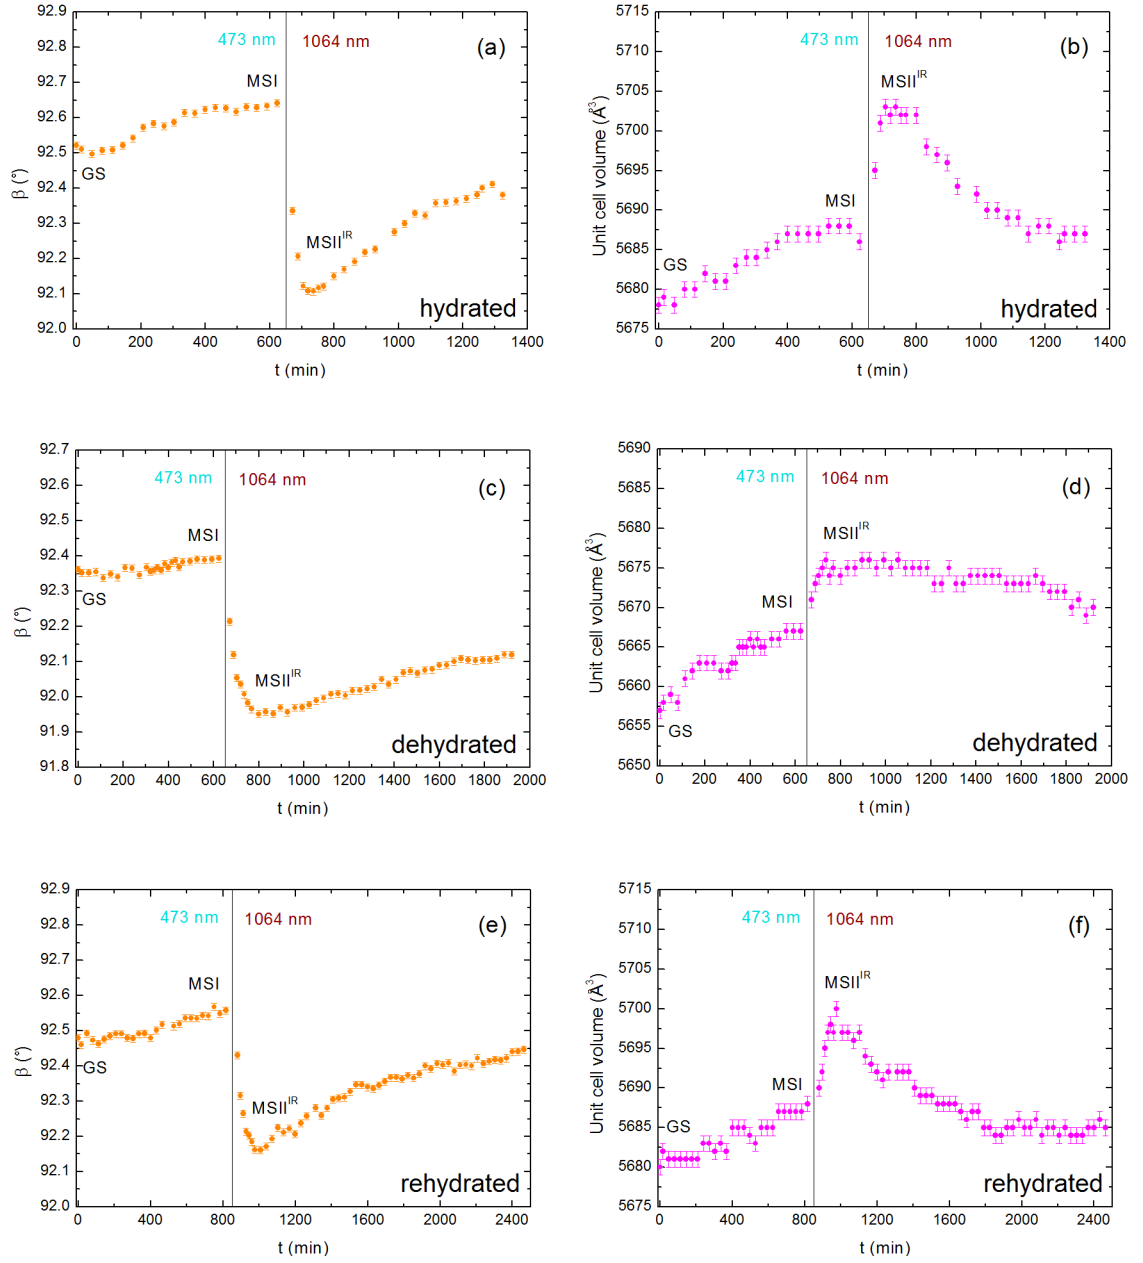 92.9
92.8
92.7
92.6
92.5
92.4
92.3
92.2
92.1
92.0
β (°)
473 nm
1064 nm
(a)
MSI
GS
MSII^IR
hydrated
0 200 400 600 800 1000 1200 1400
t (min)
5715
5710
5705
5700
5695
5690
5685
5680
5675
Unit cell volume (Å³)
473 nm
1064 nm
(b)
MSII^IR
MSI
GS
hydrated
0 200 400 600 800 1000 1200 1400
t (min)
92.7
92.6
92.5
92.4
92.3
92.2
92.1
92.0
91.9
91.8
β (°)
473 nm
1064 nm
(c)
MSI
GS
MSII^IR
dehydrated
0 200 400 600 800 1000 1200 1400 1600 1800 2000
t (min)
5690
5685
5680
5675
5670
5665
5660
5655
5650
Unit cell volume (Å³)
473 nm
1064 nm
(d)
MSII^IR
MSI
GS
dehydrated
0 200 400 600 800 1000 1200 1400 1600 1800 2000
t (min)
92.9
92.8
92.7
92.6
92.5
92.4
92.3
92.2
92.1
92.0
β (°)
473 nm
1064 nm
(e)
MSI
GS
MSII^IR
rehydrated
0 400 800 1200 1600 2000 2400
t (min)
5715
5710
5705
5700
5695
5690
5685
5680
5675
Unit cell volume (Å³)
473 nm
1064 nm
(f)
MSII^IR
MSI
GS
rehydrated
0 400 800 1200 1600 2000 2400
t (min)